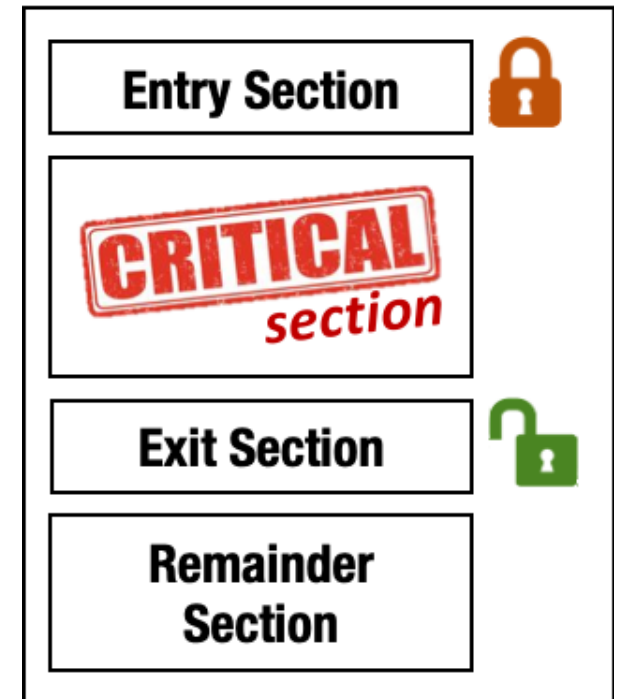 Entry Section
CRITICAL
section
Exit Section
Remainder
Section